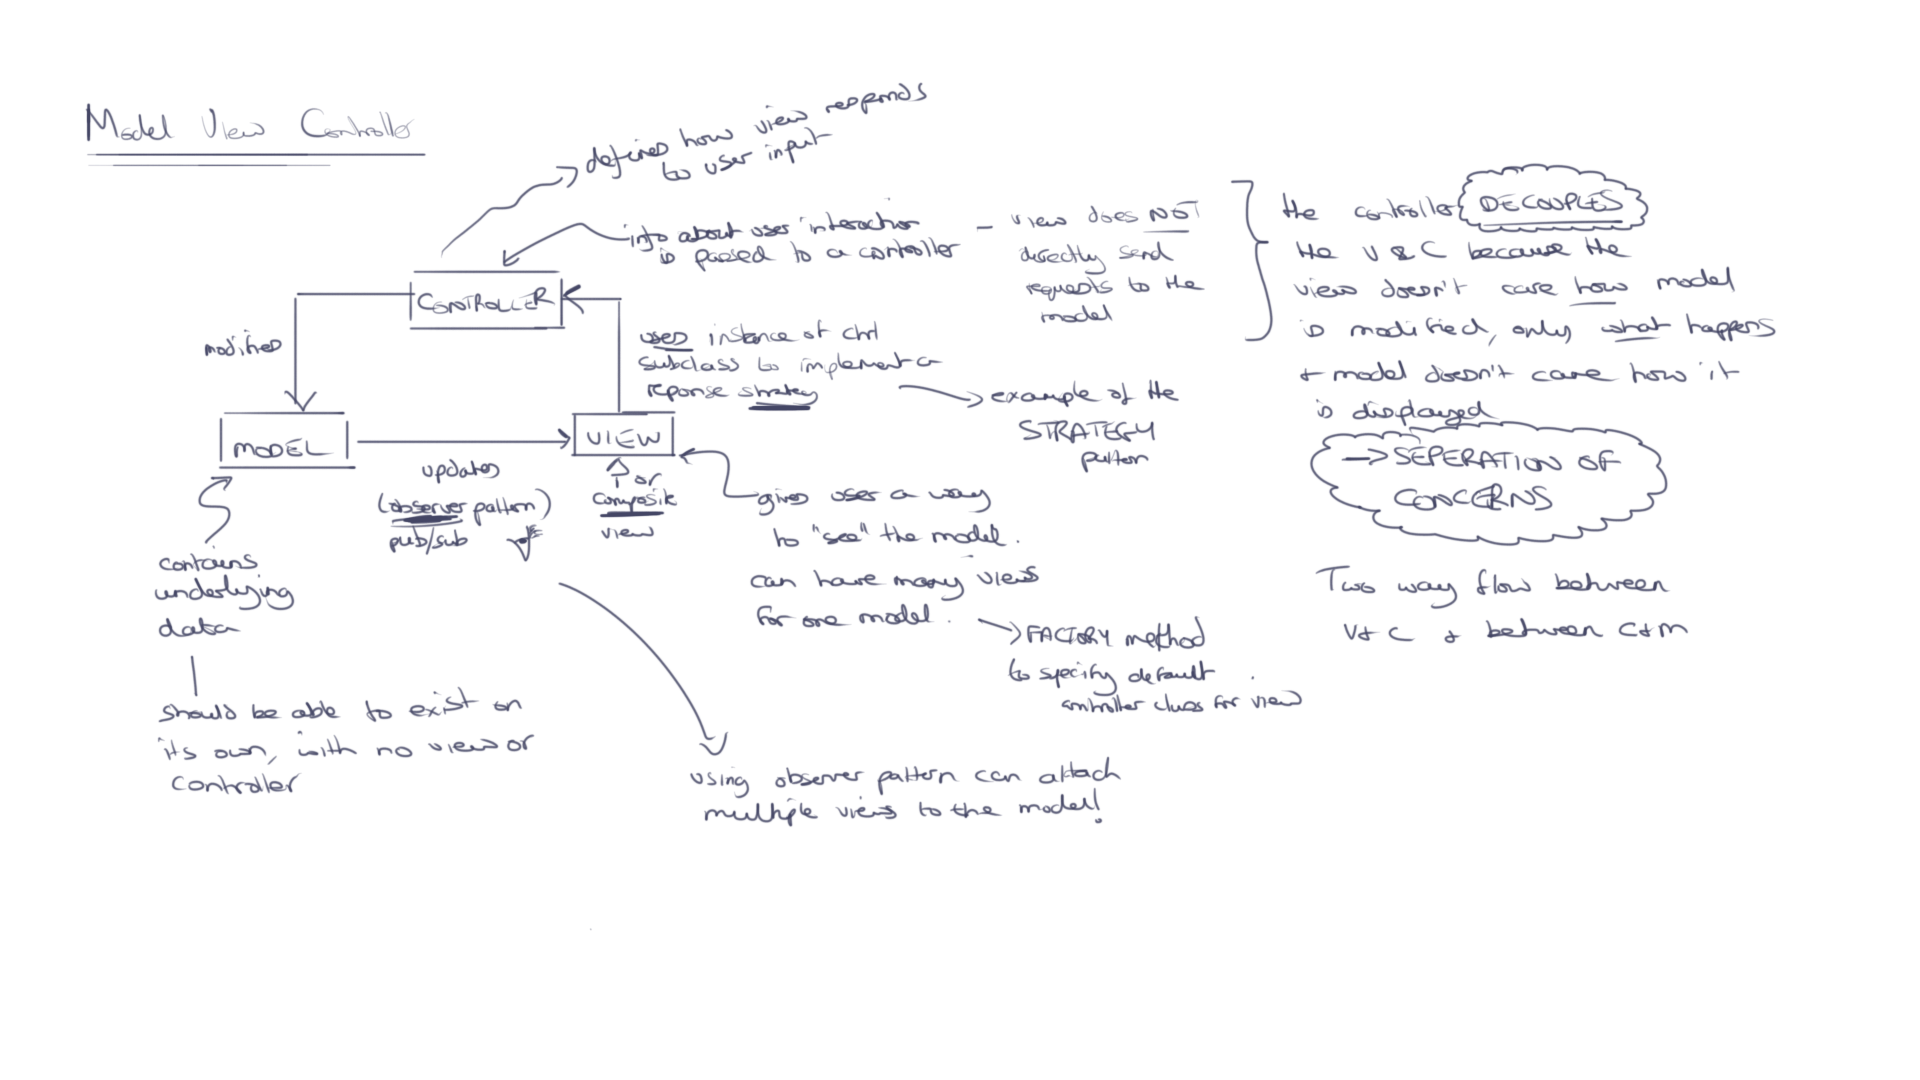 Model View Controller
defines how view responds
to user input
info about user interaction
is passed to a controller
- view does NOT
directly send
requests to the
model
the controller DECOUPLES
the V & C because the
view doesn't care how model
is modified, only what happens
+ model doesn't care how it
is displayed
→ SEPERATION OF
CONCERNS
Two way flow between
V+C + between C+M
CONTROLLER
modifies
uses instance of ctrl
subclass to implement a
reponse strategy
example of the
STRATEGY
pattern
MODEL
VIEW
updates
(observer pattern)
pub/sub
or
composite
view
gives user a way
to "see" the model.
can have many views
for one model.
FACTORY method
to specify default
controller class for view
contains
underlying
data
should be able to exist on
its own, with no view or
controller
using observer pattern can attach
multiple views to the model!